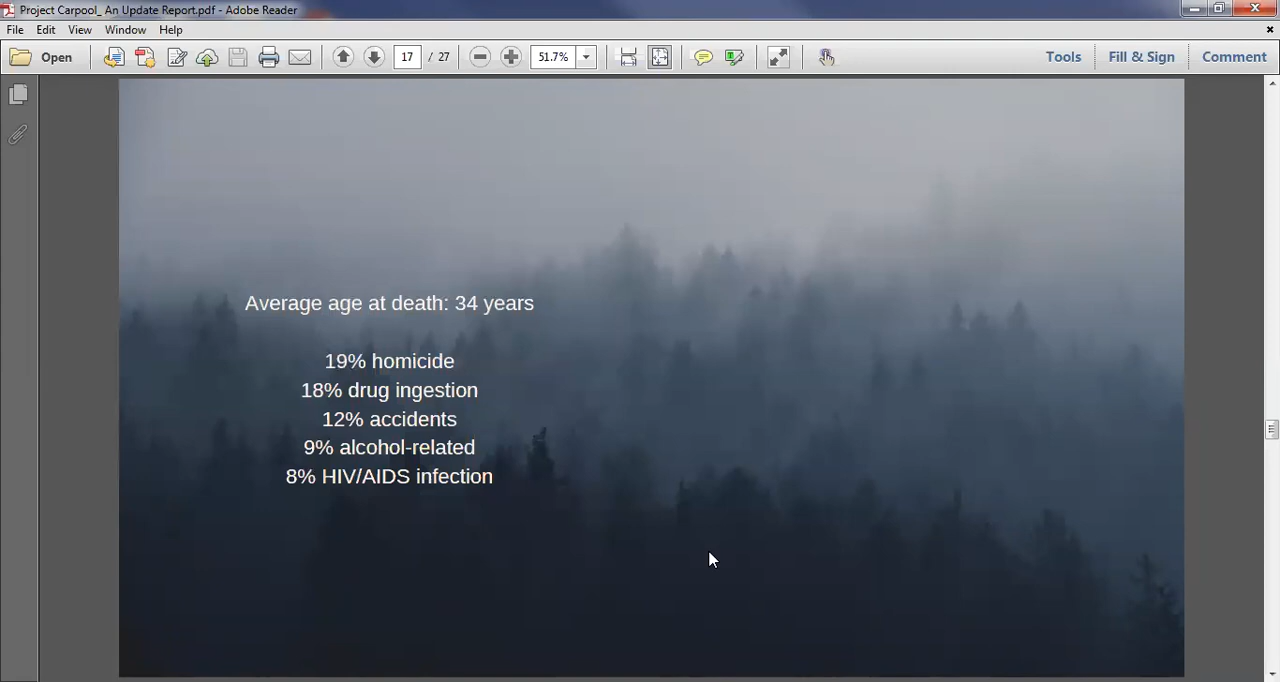 Project Carpool_ An Update Report.pdf - Adobe Reader
File Edit View Window Help
Open 17 / 27 51.7% Tools Fill & Sign Comment
Average age at death: 34 years
19% homicide
18% drug ingestion
12% accidents
9% alcohol-related
8% HIV/AIDS infection